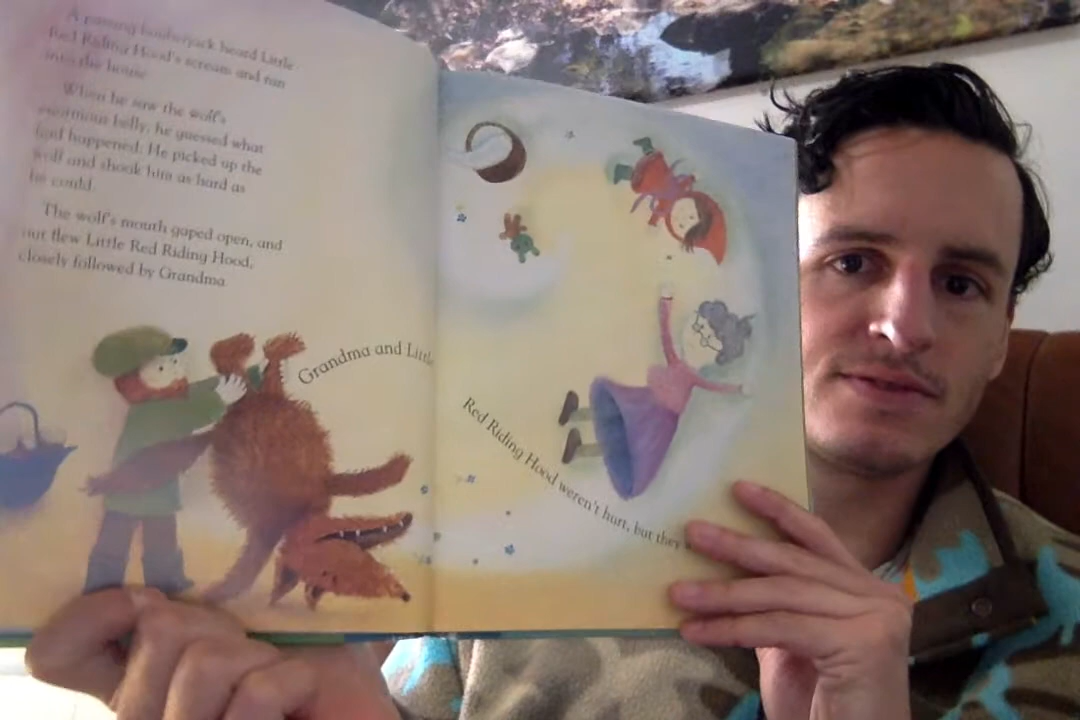 A passing lumberjack heard Little
Red Riding Hood's scream and ran
into the house.
When he saw the wolf's
enormous belly, he guessed what
had happened. He picked up the
wolf and shook him as hard as
he could.
The wolf's mouth gaped open, and
out flew Little Red Riding Hood,
closely followed by Grandma.
Grandma and Little
Red Riding Hood weren't hurt, but they